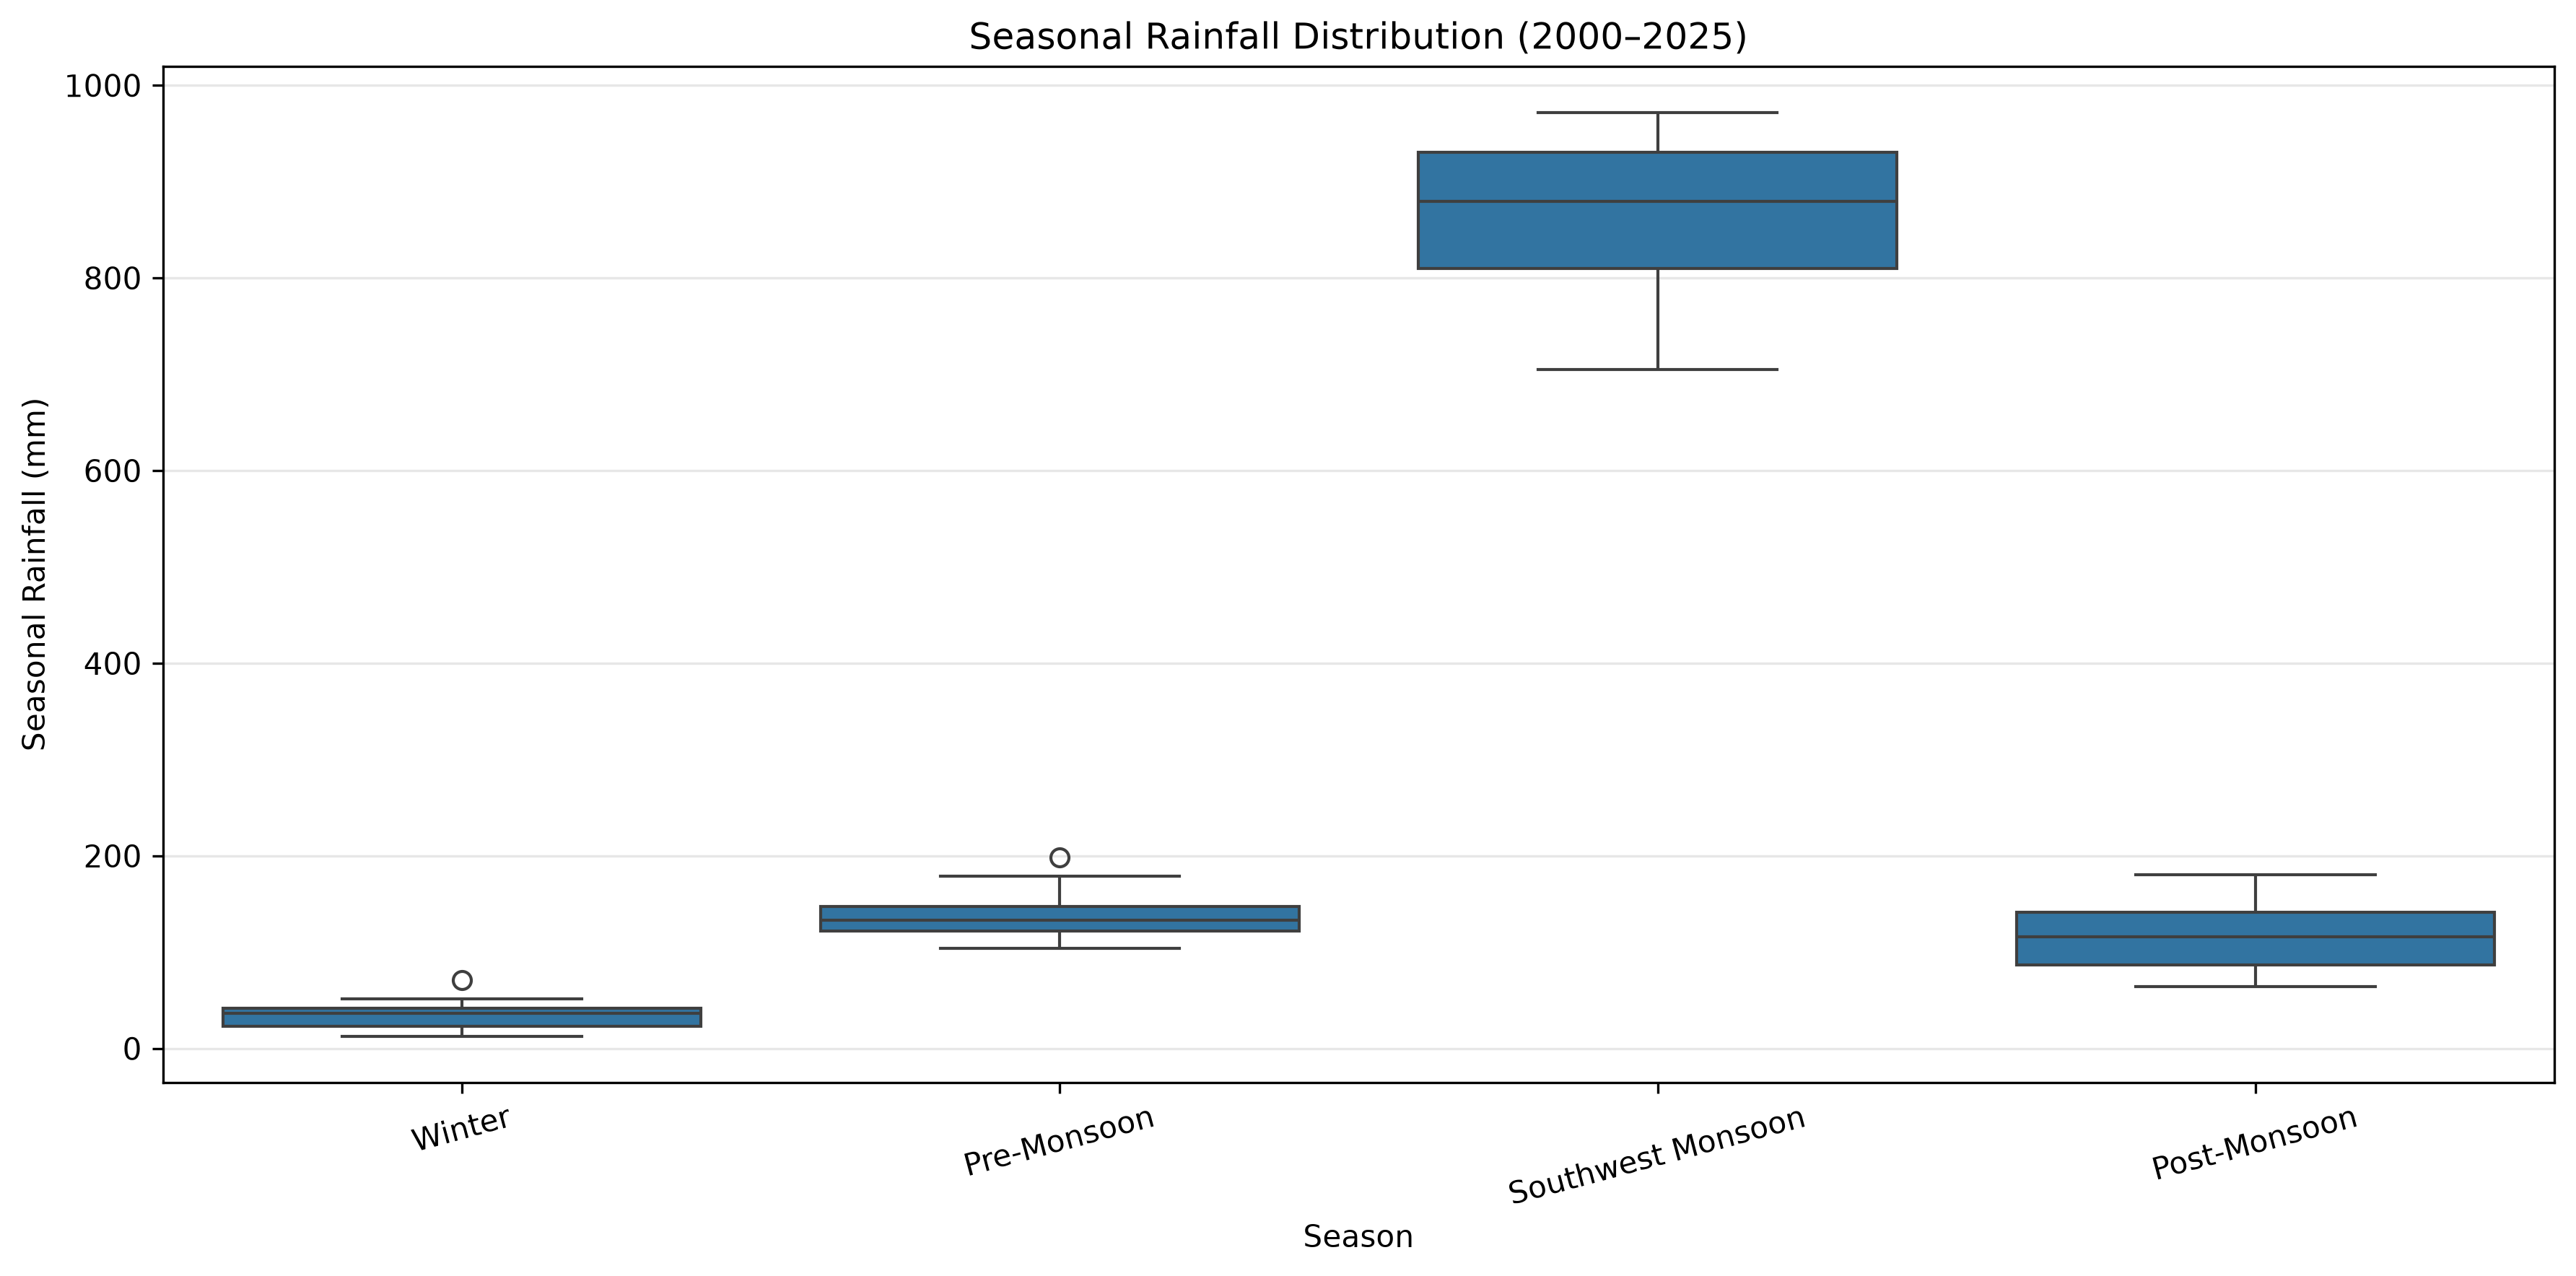 Seasonal Rainfall Distribution (2000–2025)
Seasonal Rainfall (mm)
1000
800
600
400
200
0
Winter
Pre-Monsoon
Southwest Monsoon
Post-Monsoon
Season